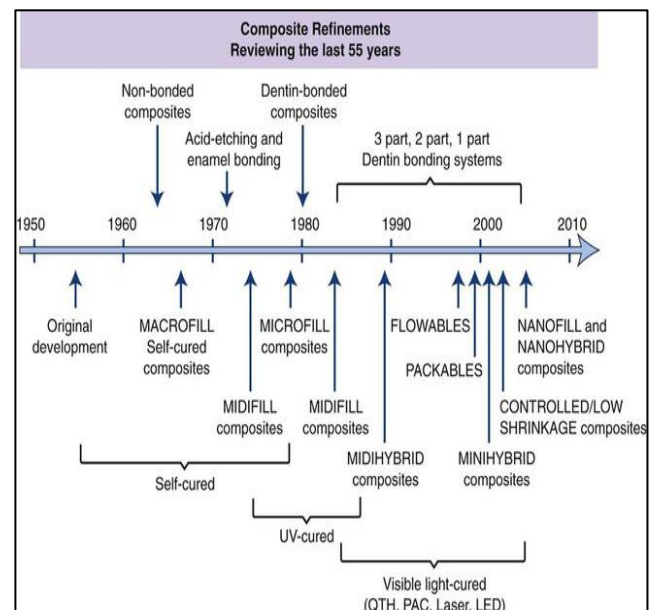 Composite Refinements
Reviewing the last 55 years
Non-bonded
composites
Dentin-bonded
composites
Acid-etching and
enamel bonding
3 part, 2 part, 1 part
Dentin bonding systems
1950 1960 1970 1980 1990 2000 2010
Original
development
MACROFILL
Self-cured
composites
MICROFILL
composites
FLOWABLES
NANOFILL and
NANOHYBRID
composites
PACKABLES
MIDIFILL
composites
MIDIFILL
composites
CONTROLLED/LOW
SHRINKAGE composites
MIDIHYBRID
composites
MINIHYBRID
composites
Self-cured
UV-cured
Visible light-cured
(QTH, PAC, Laser, LED)